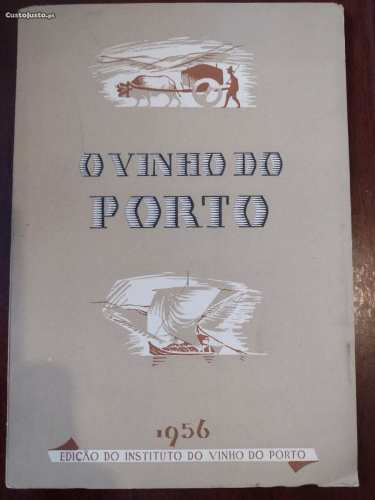 CustoJusto.pt
O VINHO DO
PORTO
1956
EDIÇÃO DO INSTITUTO DO VINHO DO PORTO